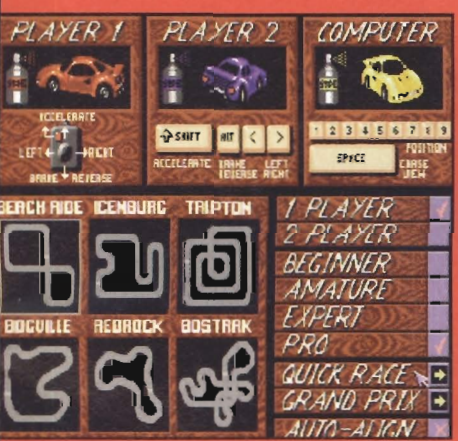 PLAYER 1
PLAYER 2
COMPUTER
ACCELERATE
LEFT
RIGHT
BRAKE
REVERSE
SHIFT
ALT
<
>
ACCELERATE
BRAKE
REVERSE
LEFT
RIGHT
1 2 3 4 5 6 7 8 9
POSITION
SPACE
CHASE
VIEW
BEACH RIDE
ICENBURG
TRIPTON
BOGVILLE
REDROCK
BOSTRAK
1 PLAYER
2 PLAYER
BEGINNER
AMATURE
EXPERT
PRO
QUICK RACE
GRAND PRIX
AUTO-ALIGN